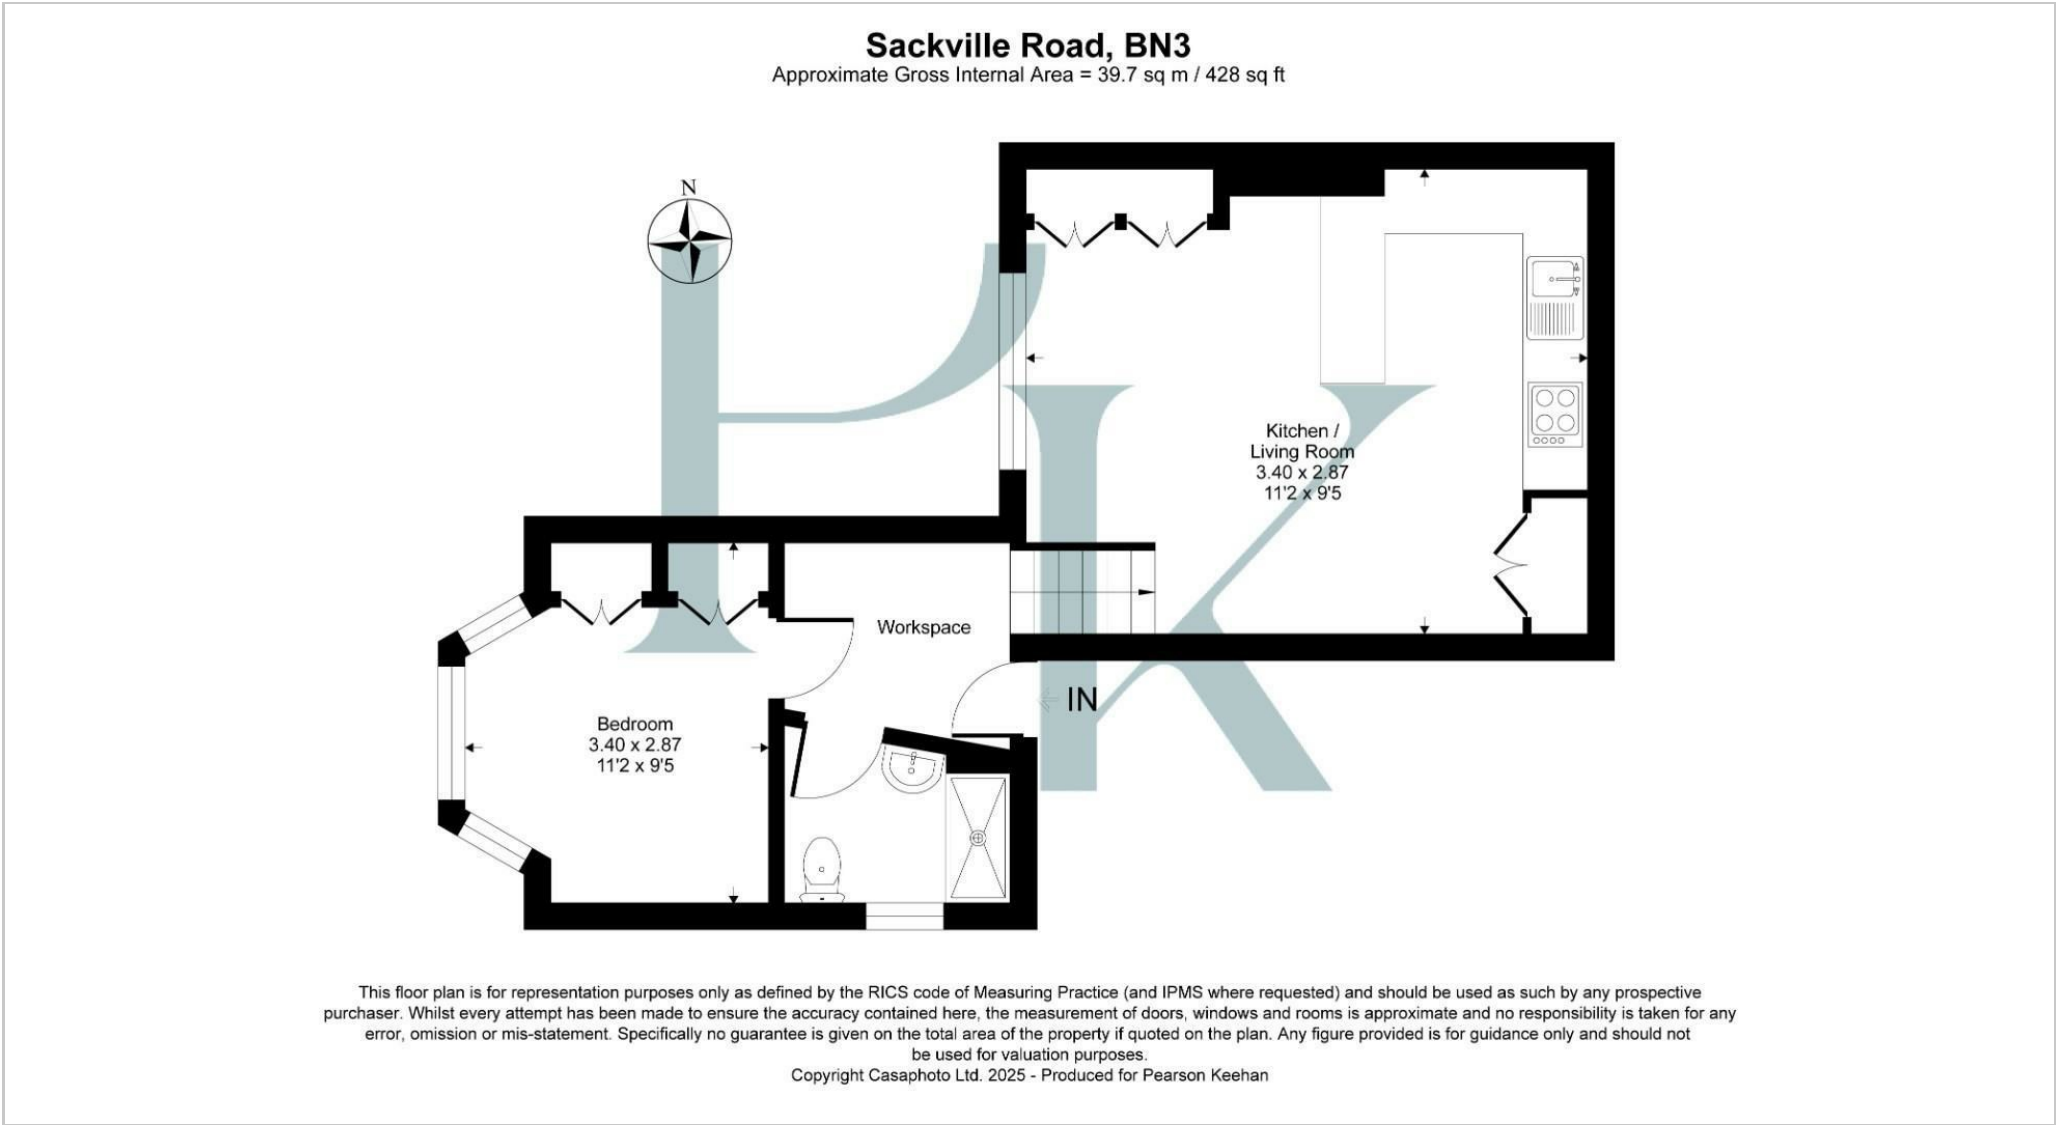 Sackville Road, BN3
Approximate Gross Internal Area = 39.7 sq m / 428 sq ft
N
Kitchen /
Living Room
3.40 x 2.87
11'2 x 9'5
Workspace
IN
Bedroom
3.40 x 2.87
11'2 x 9'5
This floor plan is for representation purposes only as defined by the RICS code of Measuring Practice (and IPMS where requested) and should be used as such by any prospective
purchaser. Whilst every attempt has been made to ensure the accuracy contained here, the measurement of doors, windows and rooms is approximate and no responsibility is taken for any
error, omission or mis-statement. Specifically no guarantee is given on the total area of the property if quoted on the plan. Any figure provided is for guidance only and should not
be used for valuation purposes.
Copyright Casaphoto Ltd. 2025 - Produced for Pearson Keehan